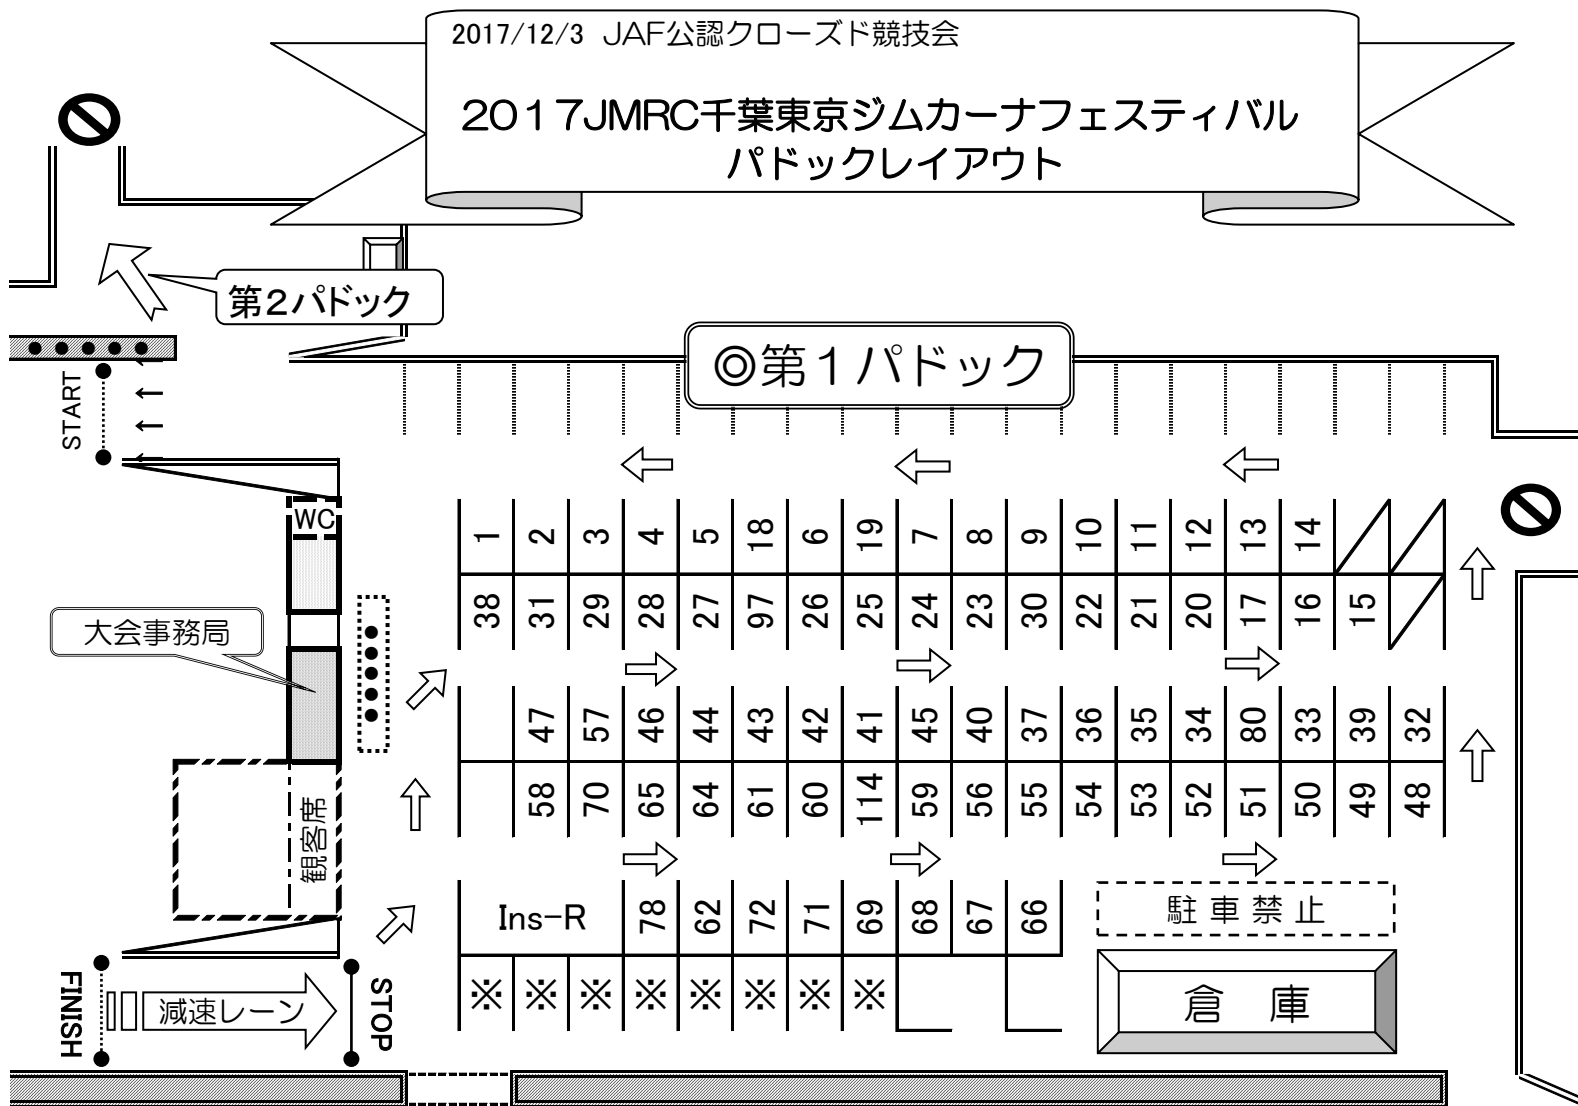 2017/12/3 JAF公認クローズド競技会
2017JMRC千葉東京ジムカーナフェスティバル
パドックレイアウト
第2パドック
◎第1パドック
START
WC
大会事務局
1 2 3 4 5 18 6 19 7 8 9 10 11 12 13 14
38 31 29 28 27 97 26 25 24 23 30 22 21 20 17 16 15
47 57 46 44 43 42 41 45 40 37 36 35 34 80 33 39 32
58 70 65 64 61 60 114 59 56 55 54 53 52 51 50 49 48
観客席
Ins-R 78 62 72 71 69 68 67 66
駐車禁止
※ ※ ※ ※ ※ ※ ※ ※
倉庫
FINISH
減速レーン
STOP